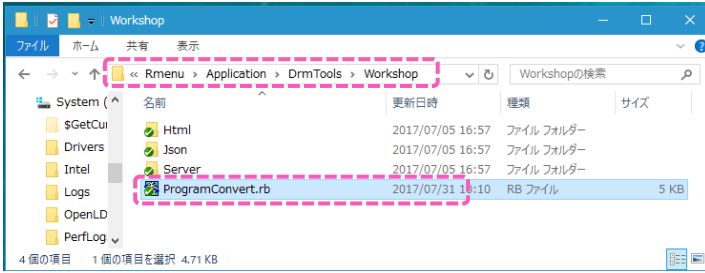 Workshop
ファイル ホーム 共有 表示
« Rmenu › Application › DrmTools › Workshop Workshopの検索
System (
$GetCu
Drivers
Intel
Logs
OpenLD
PerfLog
名前 更新日時 種類 サイズ
Html 2017/07/05 16:57 ファイル フォルダー
Json 2017/07/05 16:57 ファイル フォルダー
Server 2017/07/05 16:57 ファイル フォルダー
ProgramConvert.rb 2017/07/31 10:10 RB ファイル 5 KB
4 個の項目 1 個の項目を選択 4.71 KB